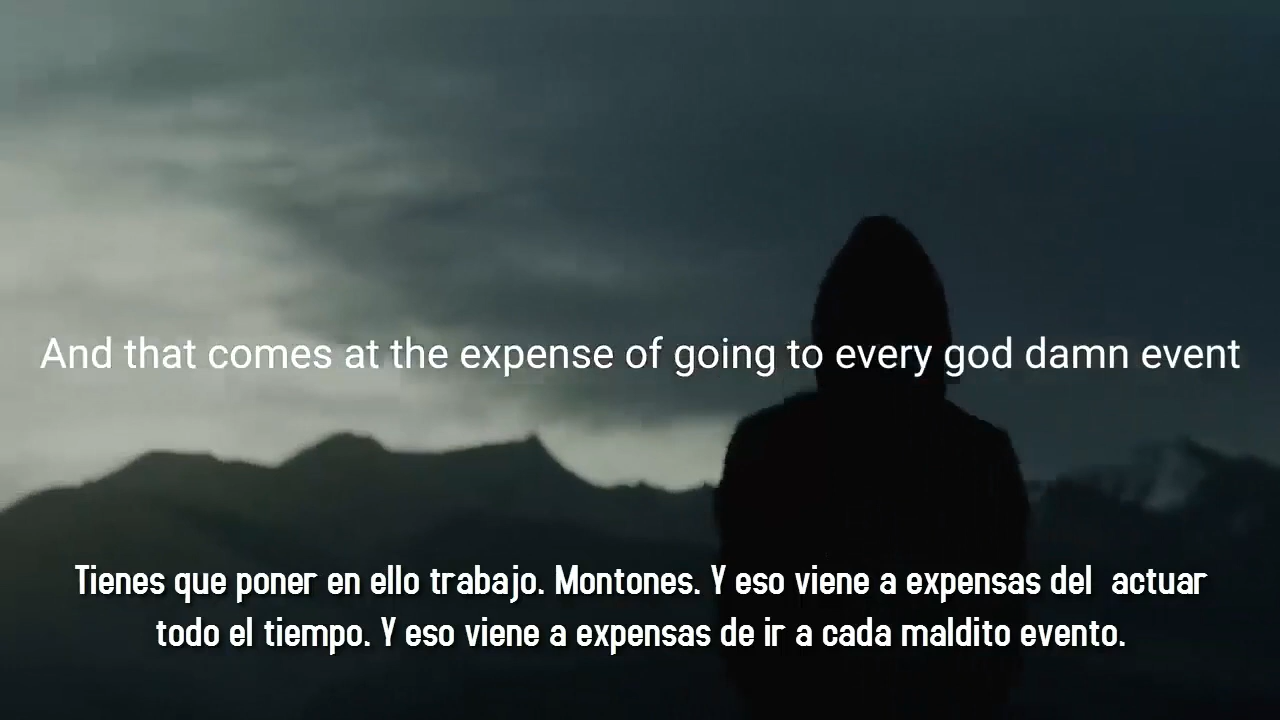 And that comes at the expense of going to every god damn event
Tienes que poner en ello trabajo. Montones. Y eso viene a expensas del actuar
todo el tiempo. Y eso viene a expensas de ir a cada maldito evento.